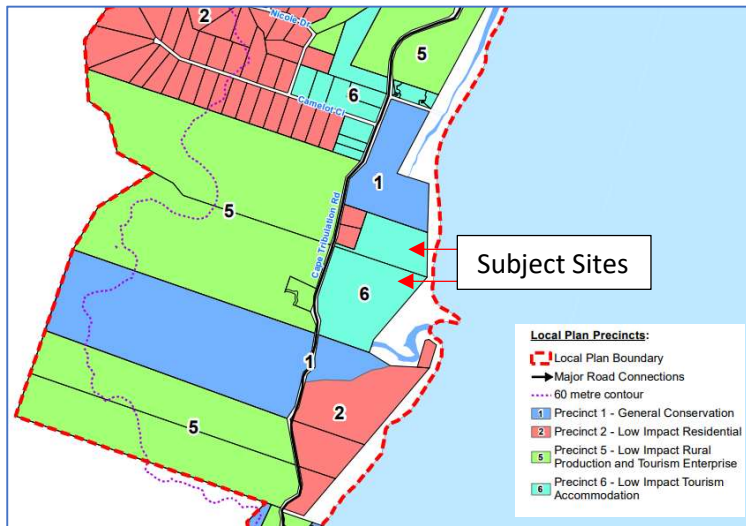 Nicole Dr
2
5
6
Camelot Cl
1
5
Cape Tribulation Rd
Subject Sites
6
1
2
5
Local Plan Precincts:
Local Plan Boundary
Major Road Connections
60 metre contour
1 Precinct 1 - General Conservation
2 Precinct 2 - Low Impact Residential
5 Precinct 5 - Low Impact Rural
Production and Tourism Enterprise
6 Precinct 6 - Low Impact Tourism
Accommodation